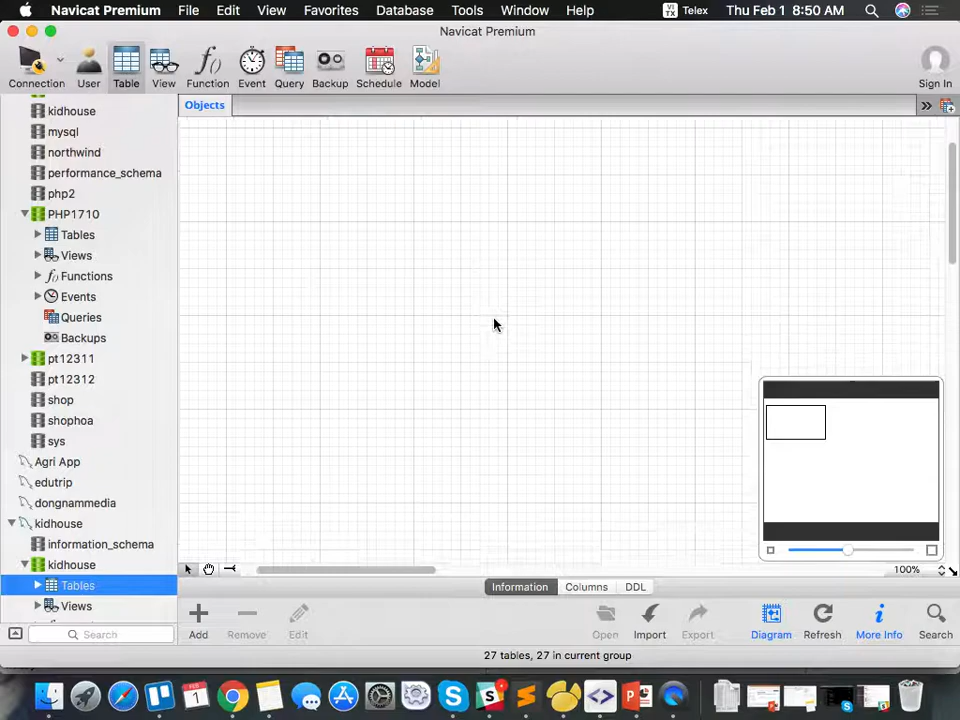 Navicat Premium File Edit View Favorites Database Tools Window Help VI TX Telex Thu Feb 1 8:50 AM
Navicat Premium
Connection User Table View Function Event Query Backup Schedule Model Sign In
Objects
kidhouse
mysql
northwind
performance_schema
php2
PHP1710
Tables
Views
Functions
Events
Queries
Backups
pt12311
pt12312
shop
shophoa
sys
Agri App
edutrip
dongnammedia
kidhouse
information_schema
kidhouse
Tables
Views
Search
100%
Information Columns DDL
Add Remove Edit Open Import Export Diagram Refresh More Info Search
27 tables, 27 in current group